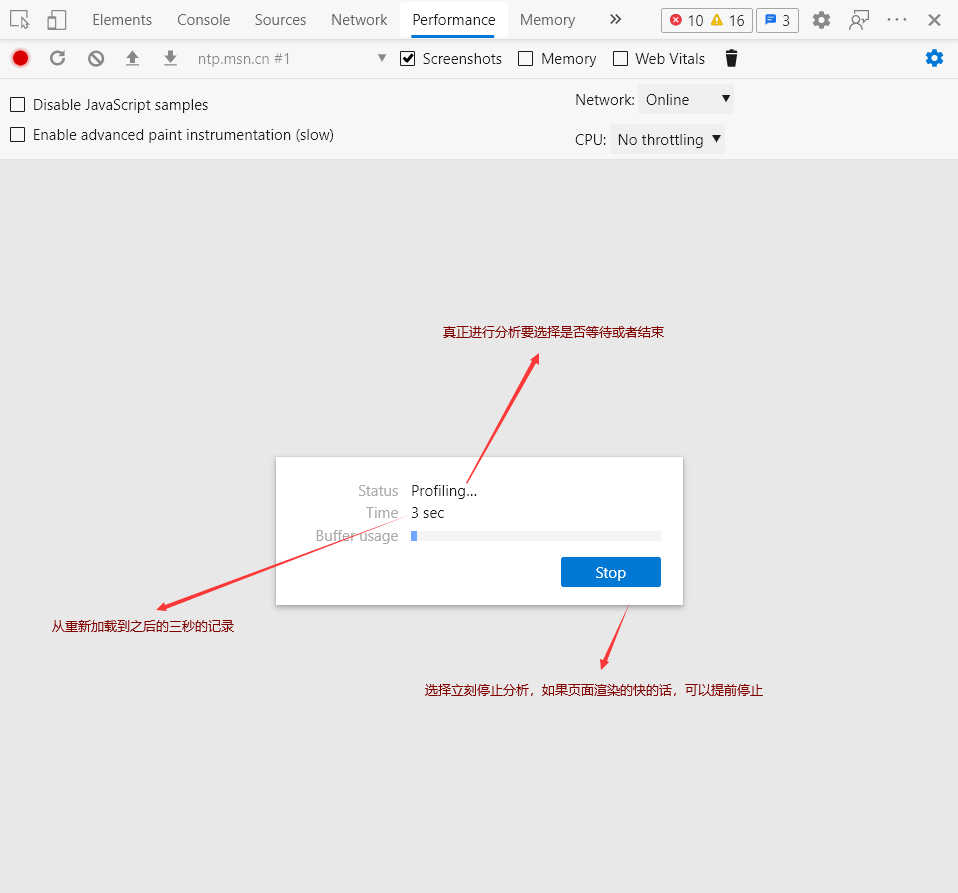 Elements Console Sources Network Performance Memory 10 16 3
ntp.msn.cn #1 Screenshots Memory Web Vitals
Disable JavaScript samples
Network: Online
Enable advanced paint instrumentation (slow)
CPU: No throttling
真正进行分析要选择是否等待或者结束
Status Profiling...
Time 3 sec
Buffer usage
Stop
从重新加载到之后的三秒的记录
选择立刻停止分析，如果页面渲染的快的话，可以提前停止